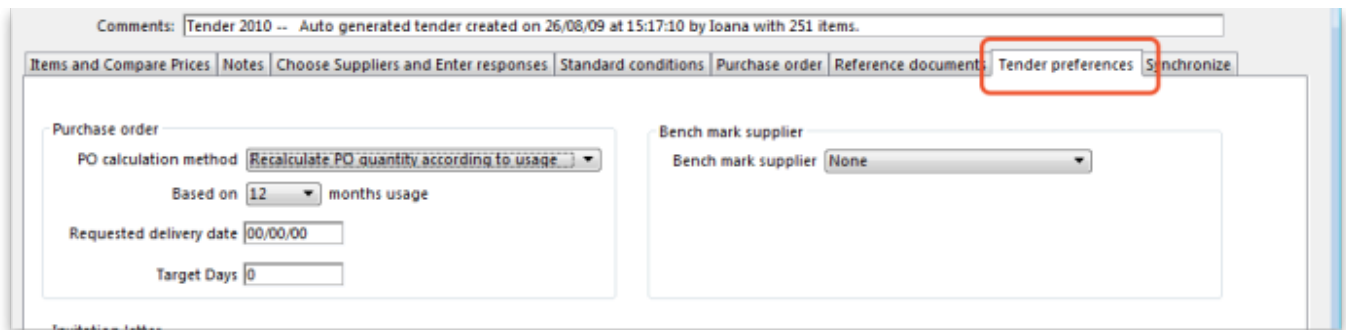 Comments: Tender 2010 -- Auto generated tender created on 26/08/09 at 15:17:10 by Ioana with 251 items.
Items and Compare Prices Notes Choose Suppliers and Enter responses Standard conditions Purchase order Reference documents Tender preferences Synchronize
Purchase order
PO calculation method Recalculate PO quantity according to usage
Based on 12 months usage
Requested delivery date 00/00/00
Target Days 0
Bench mark supplier
Bench mark supplier None